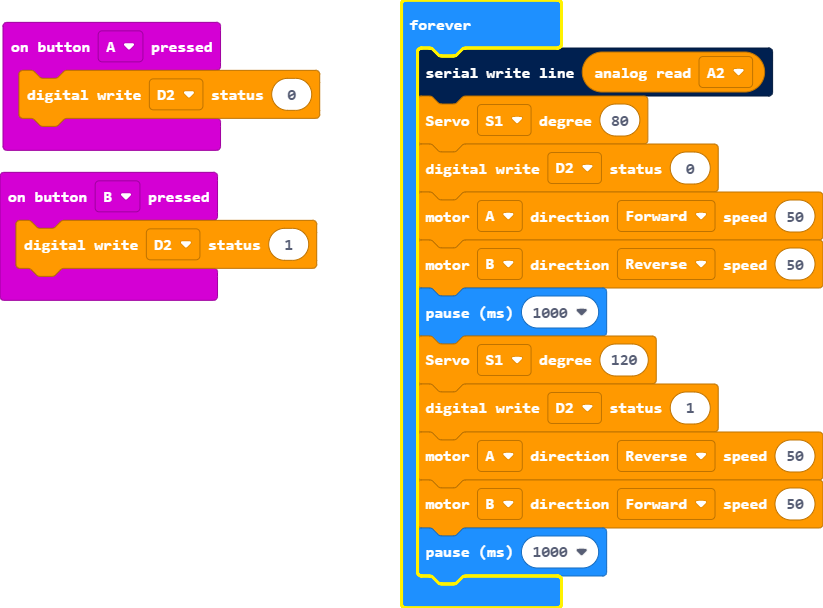 on button A pressed
digital write D2 status 0
on button B pressed
digital write D2 status 1
forever
serial write line analog read A2
Servo S1 degree 80
digital write D2 status 0
motor A direction Forward speed 50
motor B direction Reverse speed 50
pause (ms) 1000
Servo S1 degree 120
digital write D2 status 1
motor A direction Reverse speed 50
motor B direction Forward speed 50
pause (ms) 1000